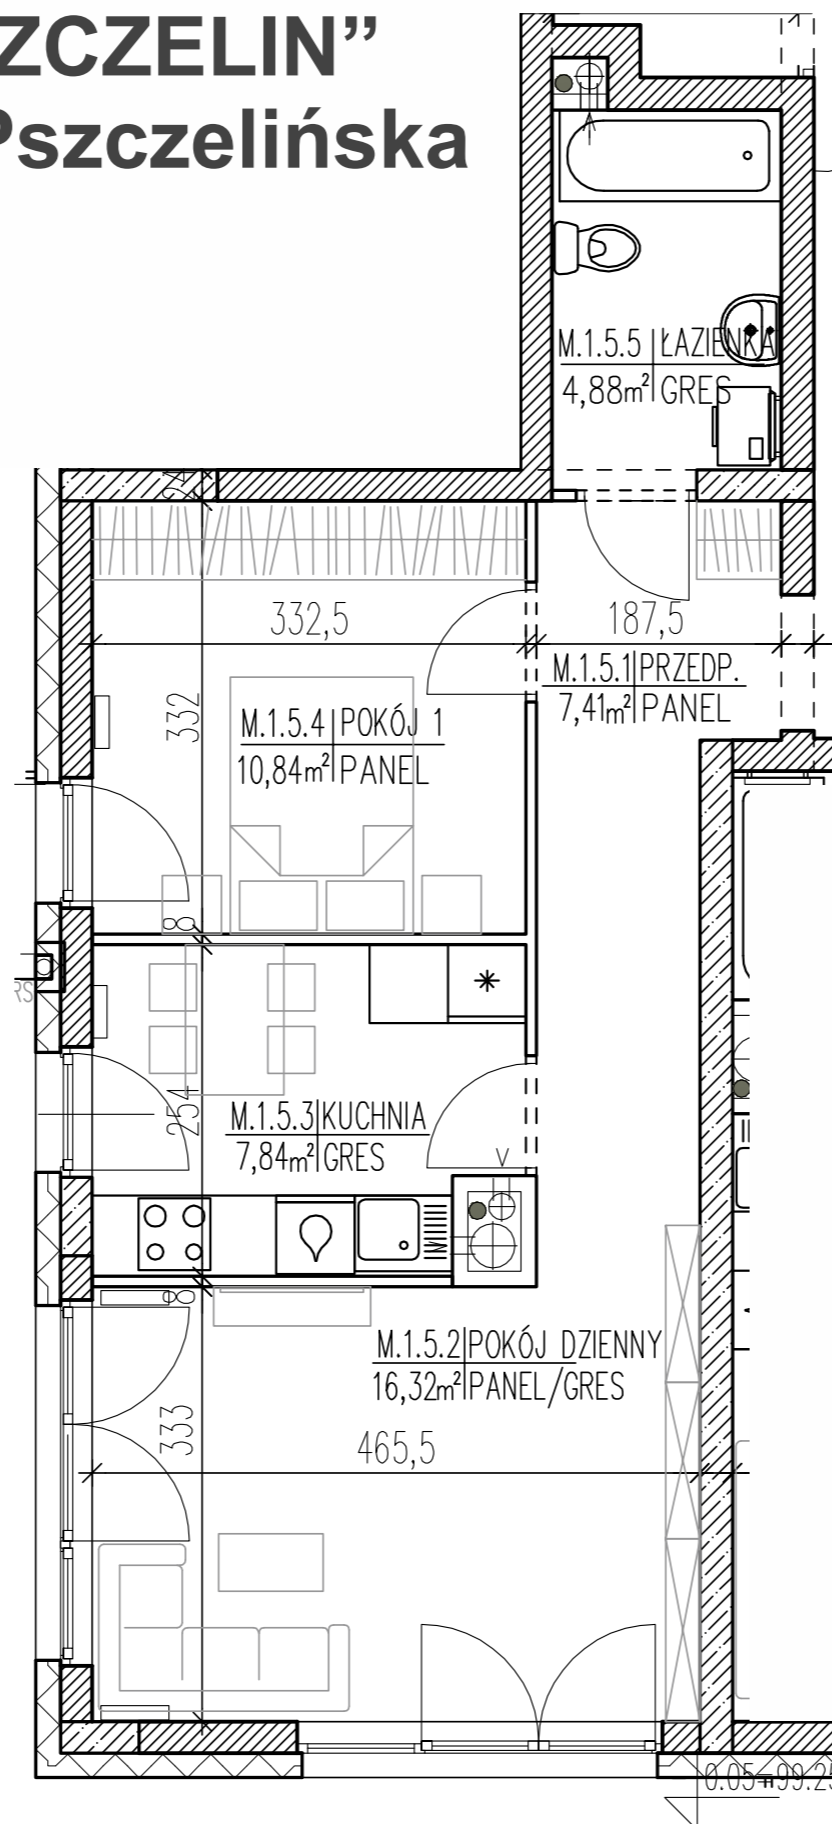 ZCZELIN”
Pszczelińska
M.1.5.5 ŁAZIENKA
4,88m² GRES
24
332,5
187,5
M.1.5.1 PRZEDP.
7,41m² PANEL
332
M.1.5.4 POKÓJ 1
10,84m² PANEL
8
RS
254
M.1.5.3 KUCHNIA
7,84m² GRES
8
M.1.5.2 POKÓJ DZIENNY
16,32m² PANEL/GRES
333
465,5